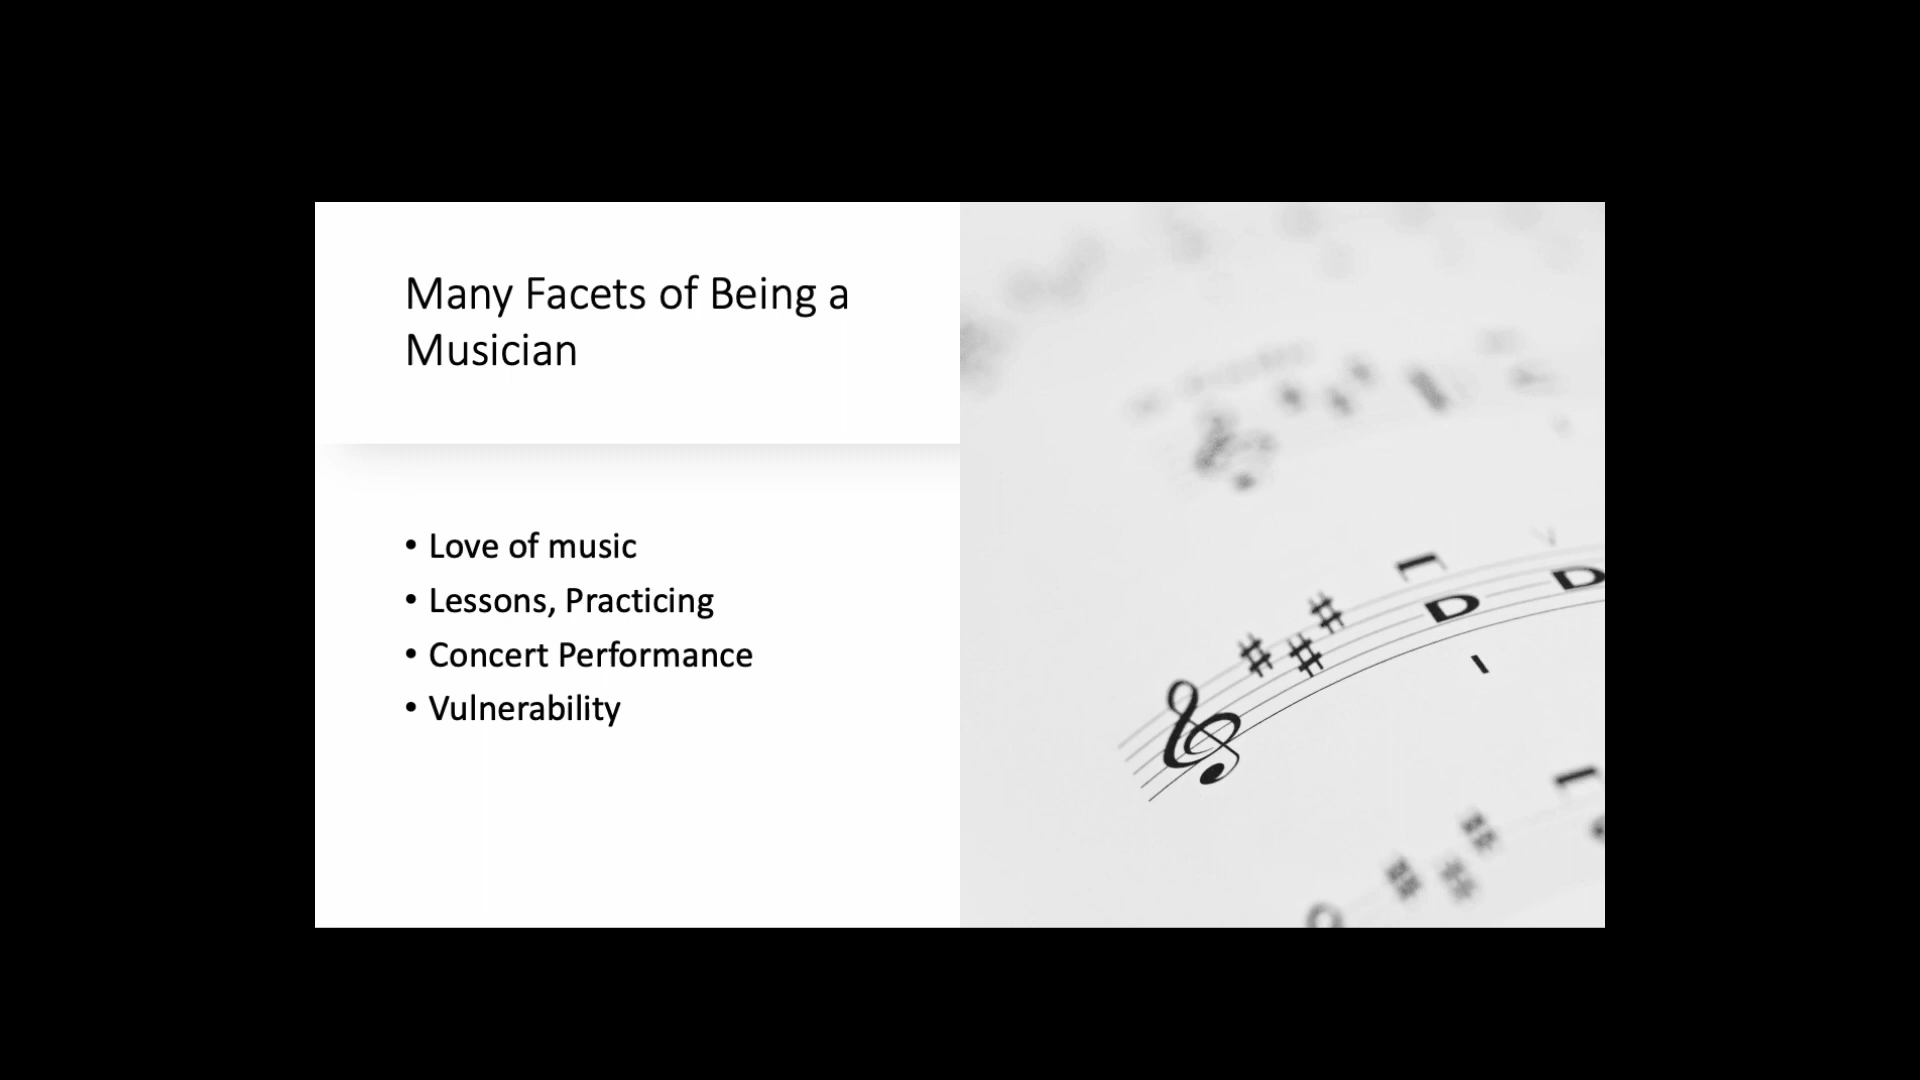 Many Facets of Being a
Musician
• Love of music
• Lessons, Practicing
• Concert Performance
• Vulnerability
D D
I